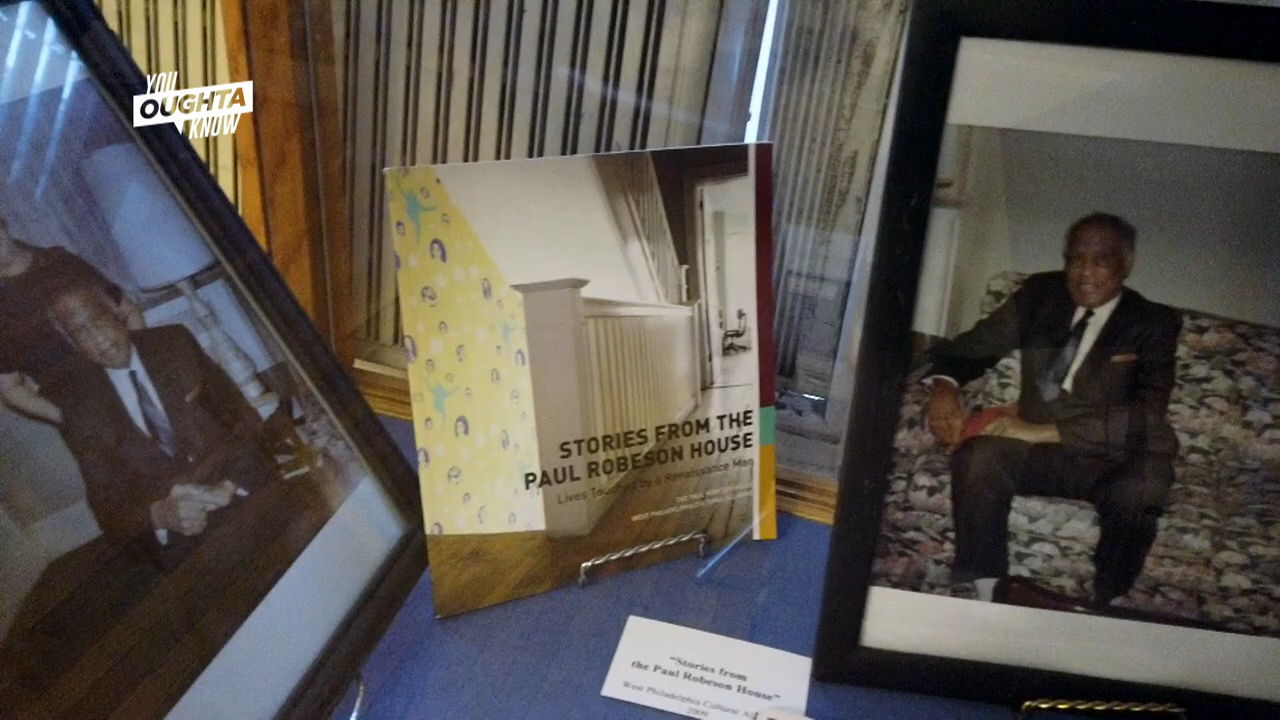 YOU
OUGHTA
KNOW
STORIES FROM THE
PAUL ROBESON HOUSE
Lives Touched by a Renaissance Man
"Stories from
the Paul Robeson House"
West Philadelphia Cultural
2009